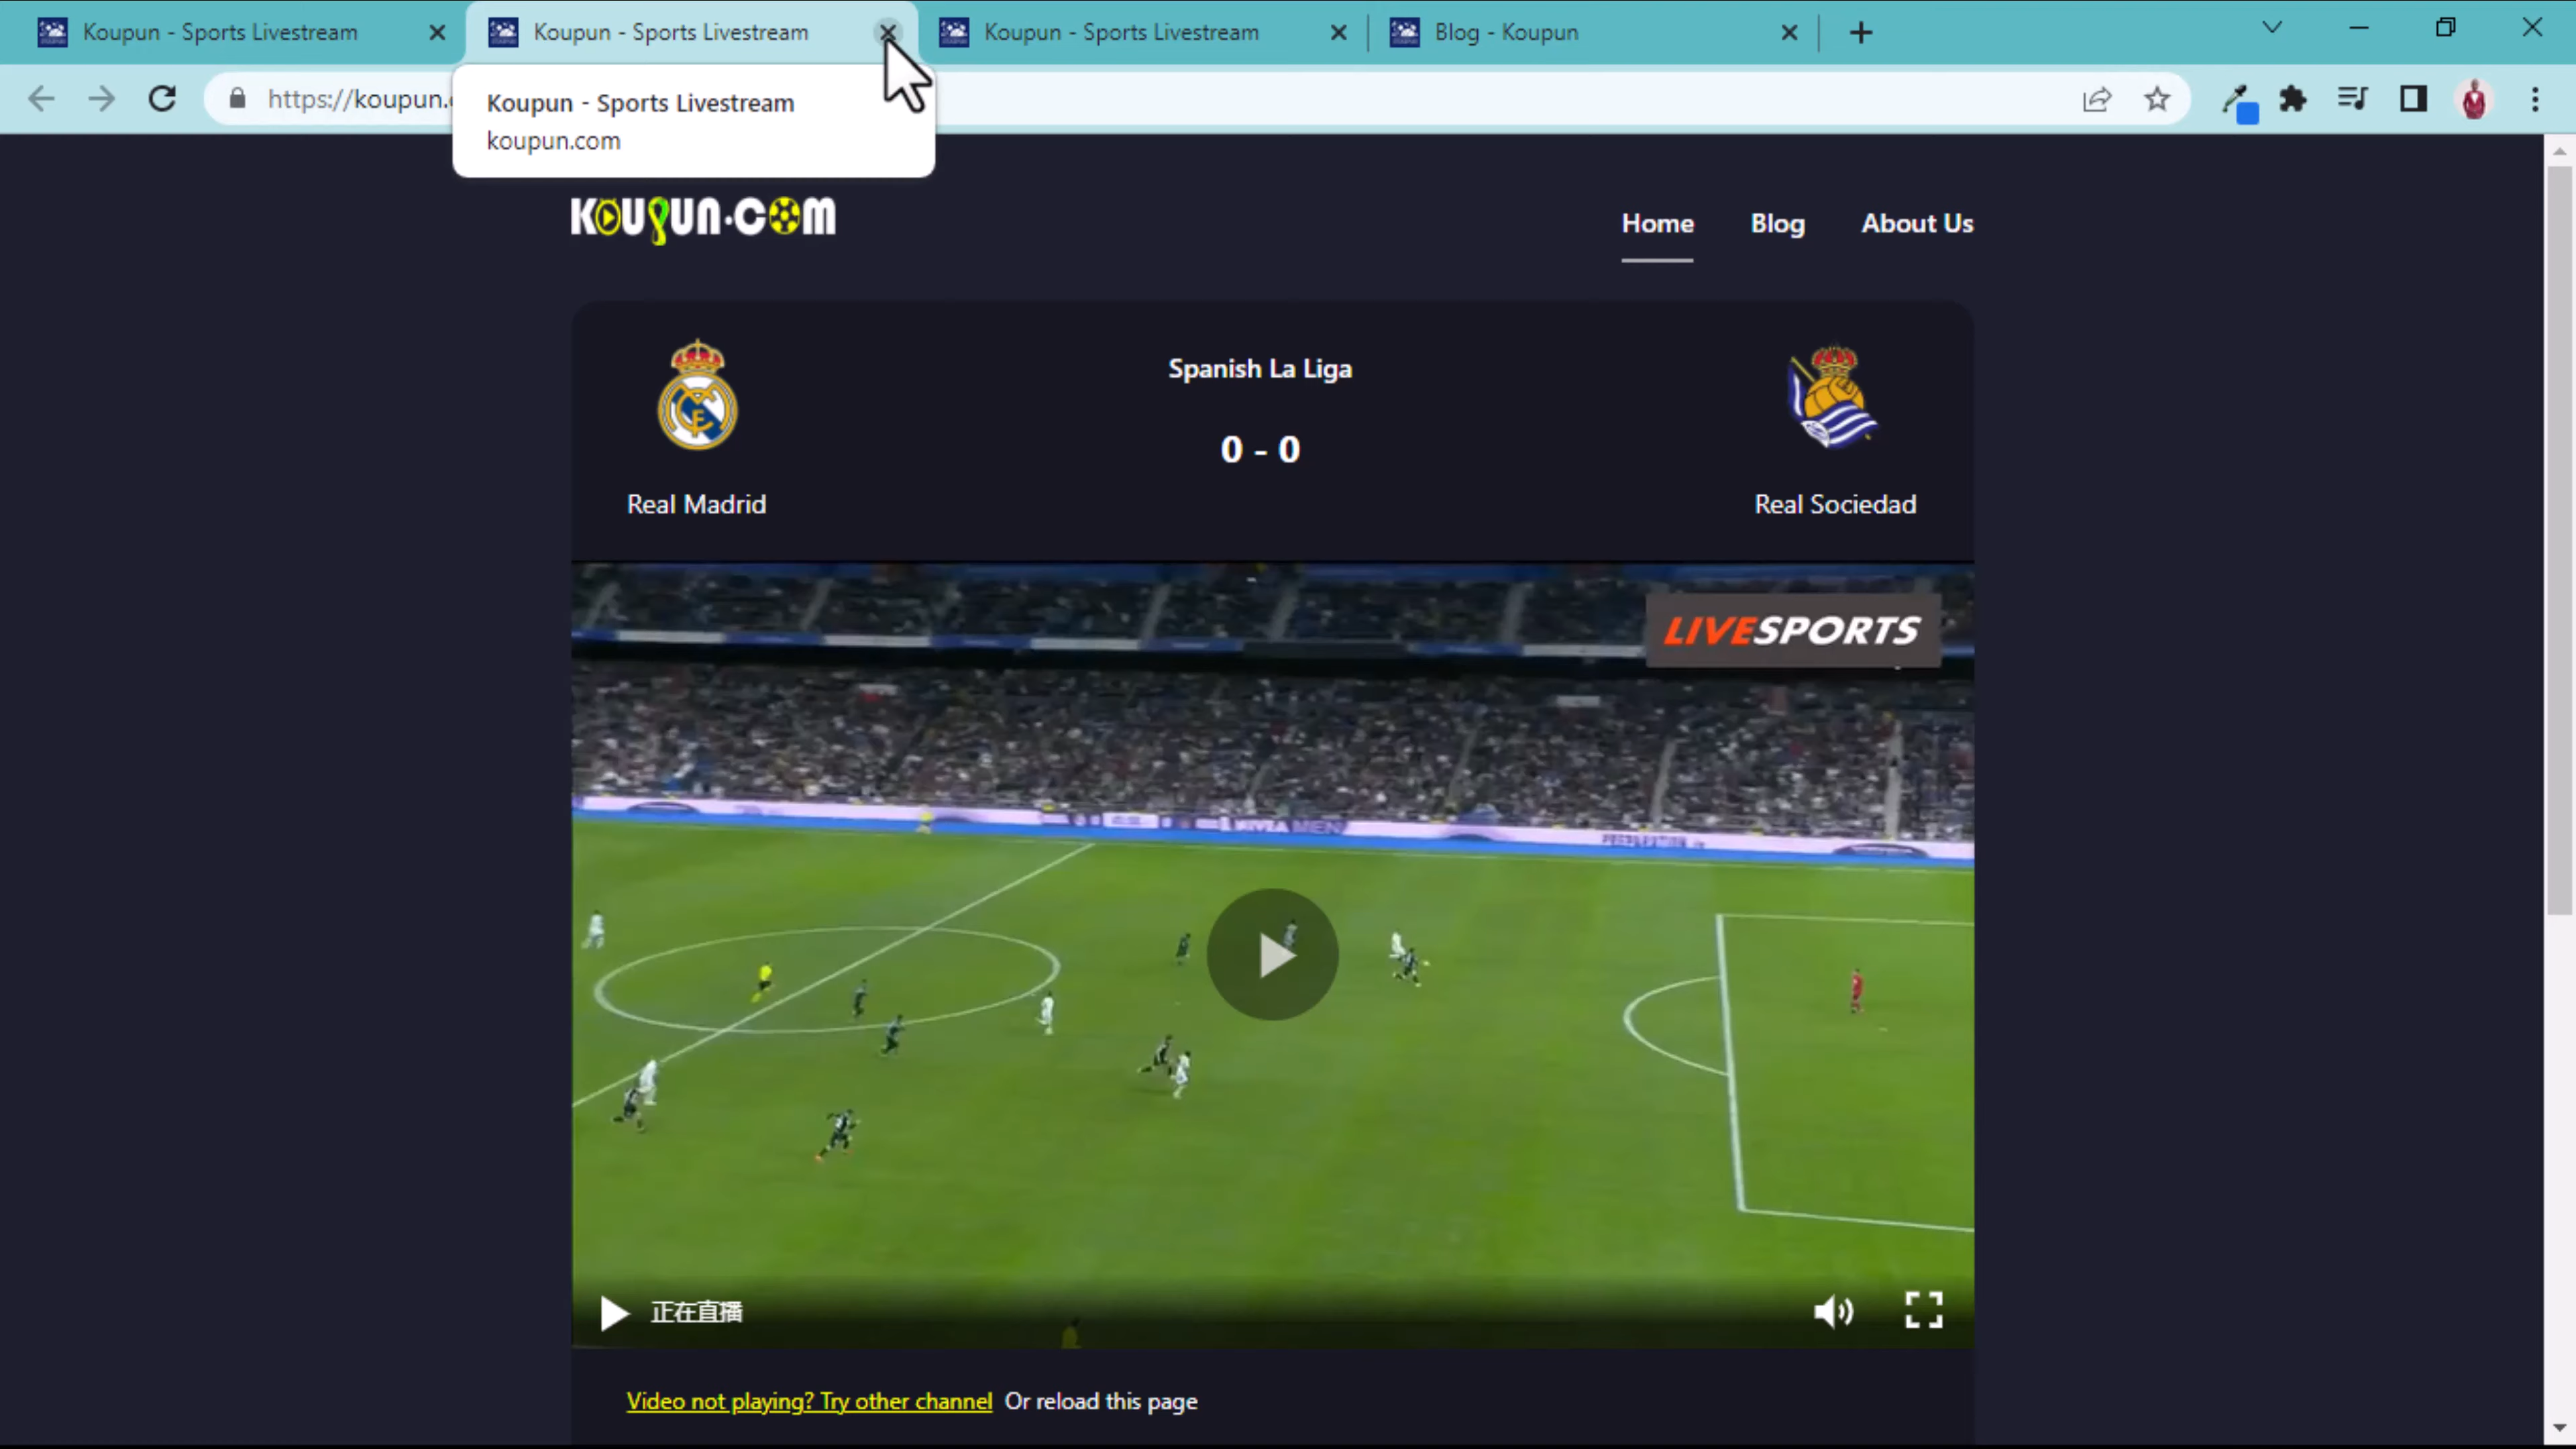 Koupun - Sports Livestream
Koupun - Sports Livestream
Koupun - Sports Livestream
Blog - Koupun
https://koupun.
Koupun - Sports Livestream
koupun.com
KOUPUN.COM
Home
Blog
About Us
Spanish La Liga
0 - 0
Real Madrid
Real Sociedad
LIVESPORTS
正在直播
Video not playing? Try other channel Or reload this page